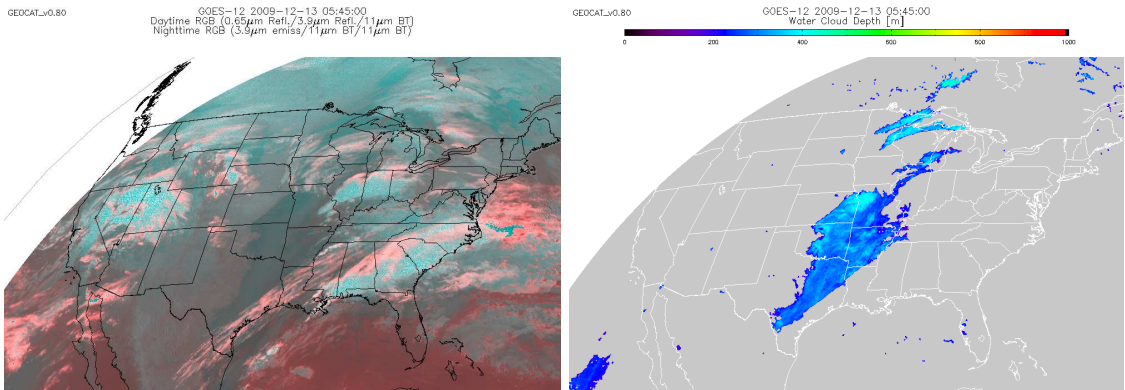 GEOCAT_v0.80
GOES-12 2009-12-13 05:45:00
Daytime RGB (0.65μm Refl./3.9μm Refl./11μm BT)
Nighttime RGB (3.9μm emiss/11μm BT/11μm BT)
GEOCAT_v0.80
GOES-12 2009-12-13 05:45:00
Water Cloud Depth [m]
0 200 400 600 800 1000